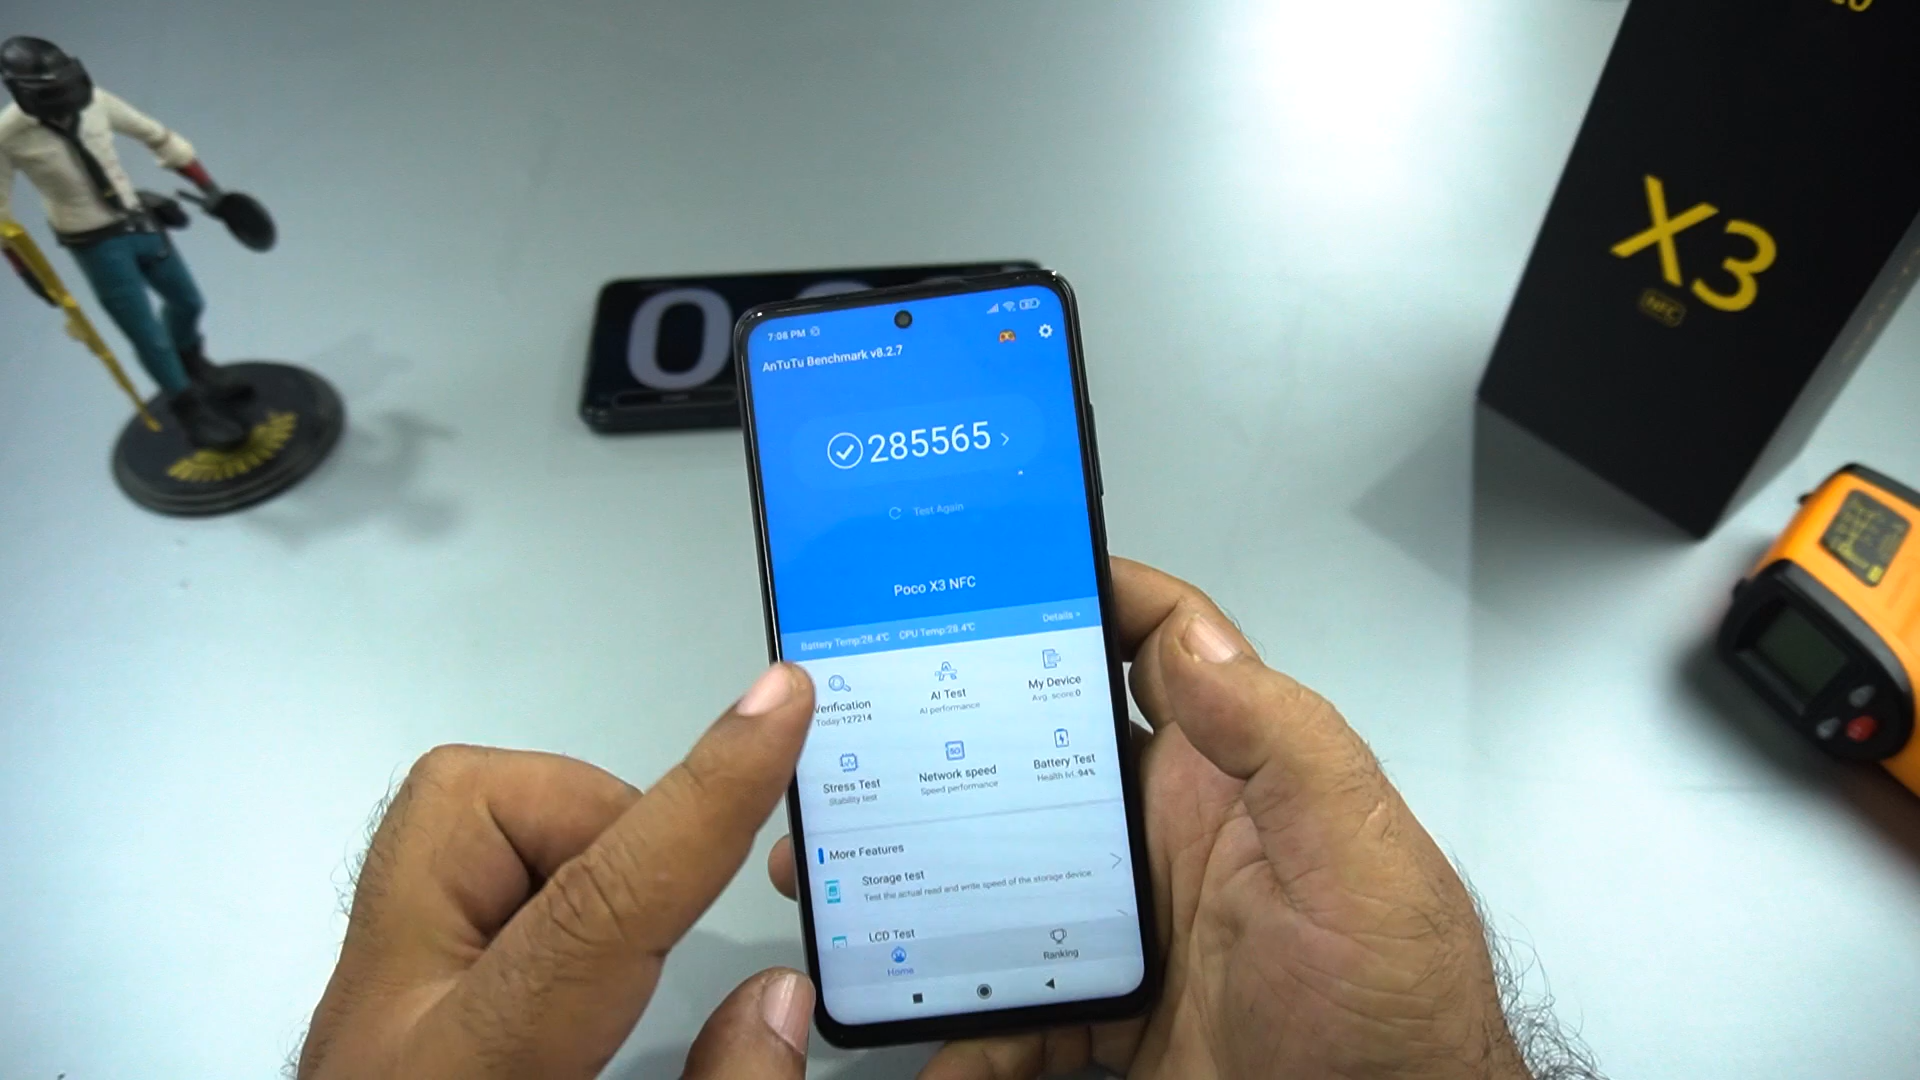 X3
NFC
0
7:08 PM
AnTuTu Benchmark v8.2.7
285565
Test Again
Poco X3 NFC
Battery Temp:28.4℃ CPU Temp:28.4℃ Details
Verification
Today:127214
AI Test
AI performance
My Device
Avg. score:0
Stress Test
Stability test
Network speed
Speed performance
Battery Test
Health lvl.:94%
More Features
Storage test
Test the actual read and write speed of the storage device.
LCD Test
Home
Ranking